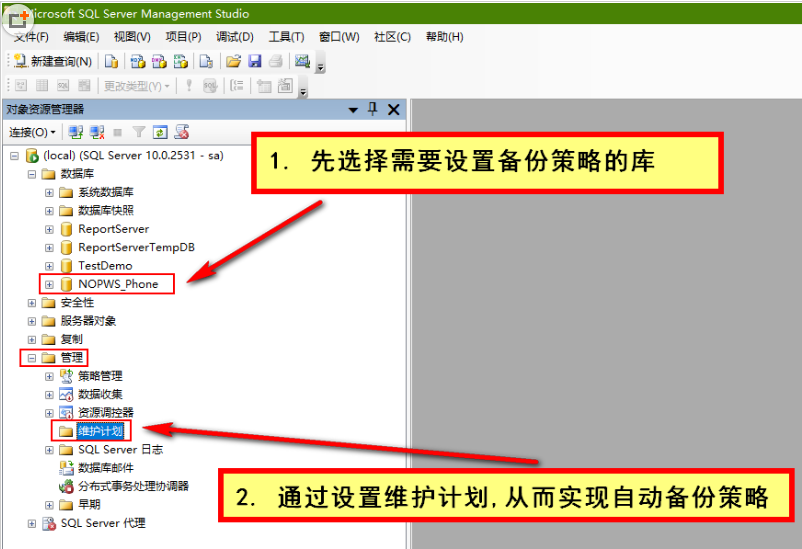 Microsoft SQL Server Management Studio
文件(F) 编辑(E) 视图(V) 项目(P) 调试(D) 工具(T) 窗口(W) 社区(C) 帮助(H)
新建查询(N)
更改类型(Y)
对象资源管理器
连接(O)
(local) (SQL Server 10.0.2531 - sa)
数据库
系统数据库
数据库快照
ReportServer
ReportServerTempDB
TestDemo
NOPWS_Phone
安全性
服务器对象
复制
管理
策略管理
数据收集
资源调控器
维护计划
SQL Server 日志
数据库邮件
分布式事务处理协调器
早期
SQL Server 代理
1. 先选择需要设置备份策略的库
2. 通过设置维护计划,从而实现自动备份策略